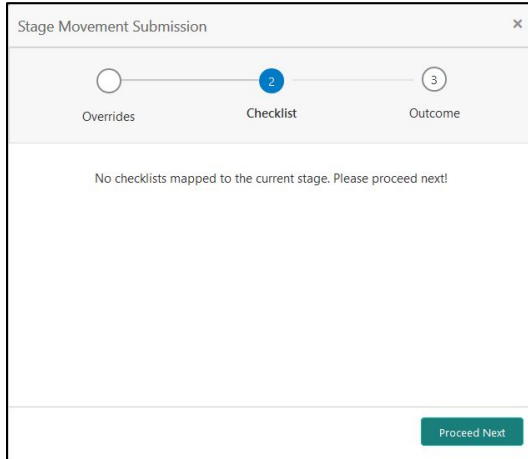 Stage Movement Submission ×
2 3
Overrides Checklist Outcome
No checklists mapped to the current stage. Please proceed next!
Proceed Next